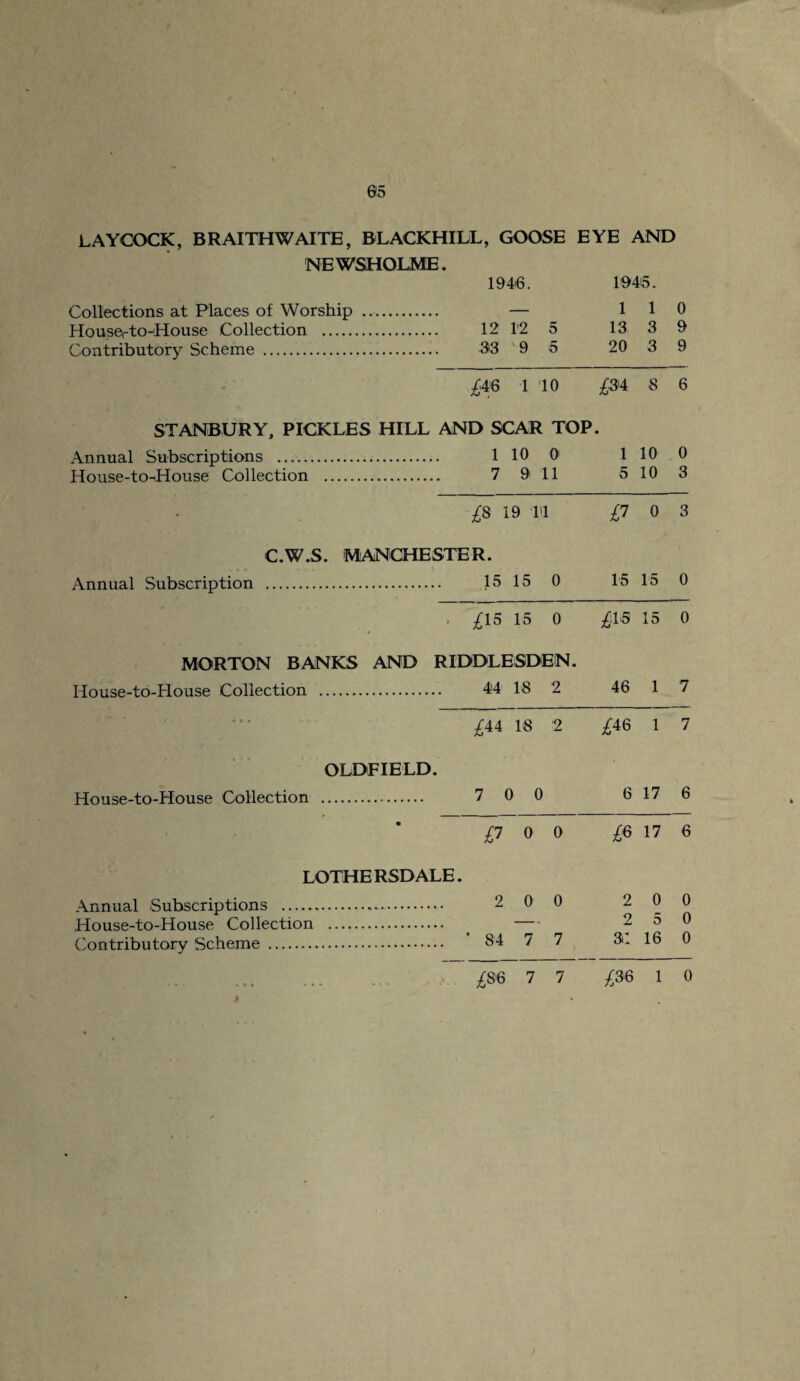 65
LAYCOCK, BRAITHWAITE, BLACKHILL, GOOSE EYE AND
NEWSHOLME.
1946. 1945.
Collections at Places of Worship ............ — 1 1 0
House-to-House Collection .................... 12 12 5 13 3 9
Contributory Scheme ............................ 33 9 5 20 3 9
£46 1 10 £34 8 6
STANBURY, PICKLES HILL AND SCAR TOP.
Annual Subscriptions ........................... 1 10 0 1 10 0
House-to-House Collection .................... 7 9 11 5 10 3
£8 19 11 £7 0 3
C.W.S. MANCHESTER.
Annual Subscription ............................. 15 15 0 15 15 0
£15 15 0 £15 15 0
MORTON BANKS AND RIDDLESDEN.
House-to-House Collection ..................... 44 18 2 46 1 7
£44 18 2 £46 1 7
OLDFIELD.
House-to-House Collection .................. 7 0 0 6 17 6
£7 0 0 £6 17 6
LOTHERSDALE.
Annual Subscriptions ........................... 2 0 0 2 0 0
House-to-House Collection .................... — 2 5 0
Contributory Scheme ............................. 84 7 7 31 16 0
£86 7 7 £36 1 0